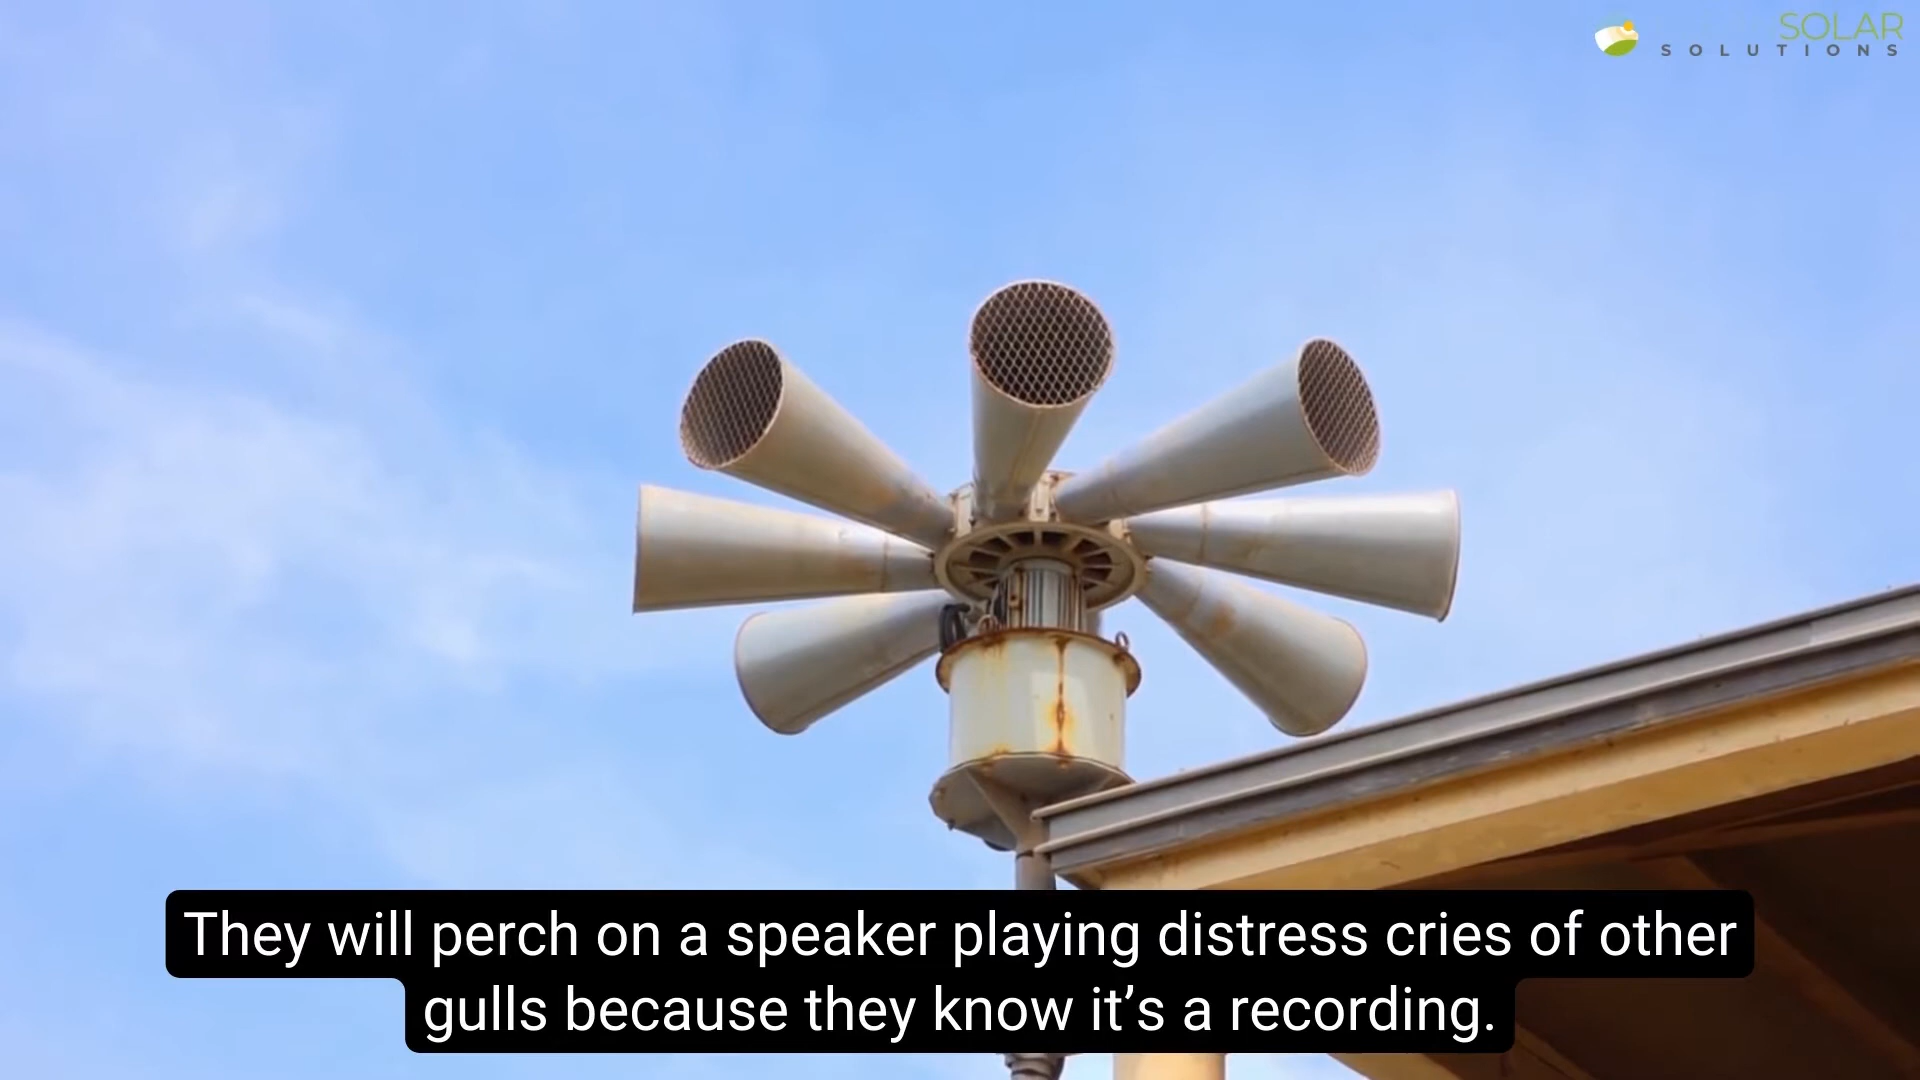 SOLAR
SOLUTIONS
They will perch on a speaker playing distress cries of other
gulls because they know it’s a recording.